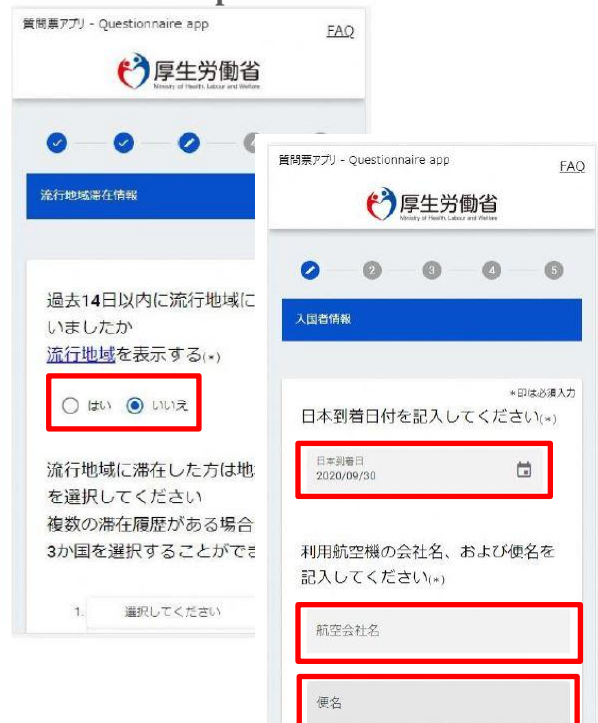 質問票アプリ - Questionnaire app
FAQ
厚生労働省
Ministry of Health, Labour and Welfare
流行地域滞在情報
過去14日以内に流行地域に
いましたか
流行地域を表示する(*)
はい
いいえ
流行地域に滞在した方は地
を選択してください
複数の滞在履歴がある場合
3か国を選択することができ
1. 選択してください
質問票アプリ - Questionnaire app
FAQ
厚生労働省
Ministry of Health, Labour and Welfare
2 3 4 5
入国者情報
*印は必須入力
日本到着日付を記入してください(*)
日本到着日
2020/09/30
利用航空機の会社名、および便名を
記入してください(*)
航空会社名
便名